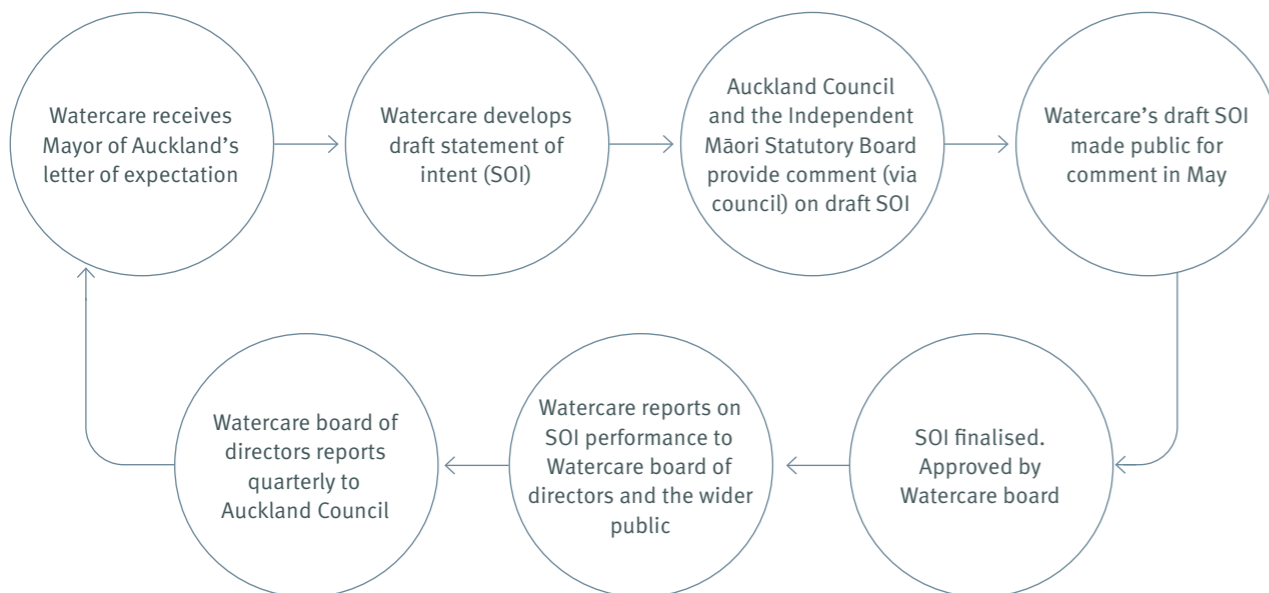 Watercare receives
Mayor of Auckland's
letter of expectation
Watercare develops
draft statement of
intent (SOI)
Auckland Council
and the Independent
Māori Statutory Board
provide comment (via
council) on draft SOI
Watercare's draft SOI
made public for
comment in May
SOI finalised.
Approved by
Watercare board
Watercare reports on
SOI performance to
Watercare board of
directors and the wider
public
Watercare board of
directors reports
quarterly to
Auckland Council